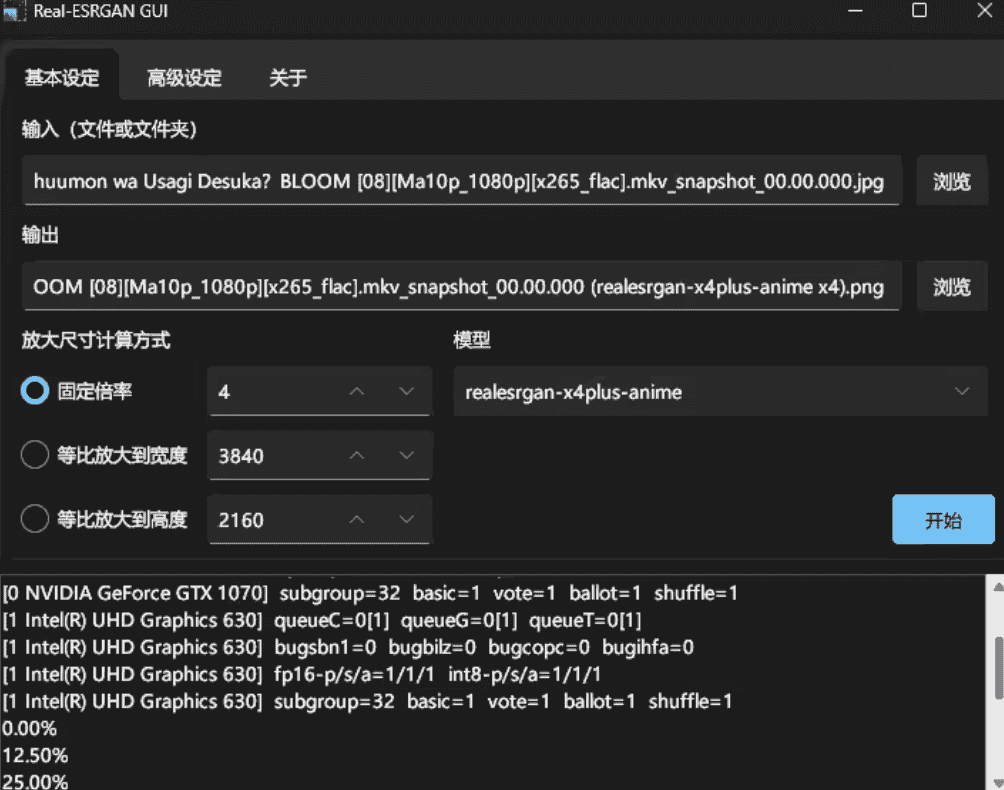 Real-ESRGAN GUI
基本设定 高级设定 关于
输入（文件或文件夹）
huumon wa Usagi Desuka? BLOOM [08][Ma10p_1080p][x265_flac].mkv_snapshot_00.00.000.jpg 浏览
输出
OOM [08][Ma10p_1080p][x265_flac].mkv_snapshot_00.00.000 (realesrgan-x4plus-anime x4).png 浏览
放大尺寸计算方式 模型
固定倍率 4 realesrgan-x4plus-anime
等比放大到宽度 3840
等比放大到高度 2160 开始
[0 NVIDIA GeForce GTX 1070] subgroup=32 basic=1 vote=1 ballot=1 shuffle=1
[1 Intel(R) UHD Graphics 630] queueC=0[1] queueG=0[1] queueT=0[1]
[1 Intel(R) UHD Graphics 630] bugsbn1=0 bugbilz=0 bugcopc=0 bugihfa=0
[1 Intel(R) UHD Graphics 630] fp16-p/s/a=1/1/1 int8-p/s/a=1/1/1
[1 Intel(R) UHD Graphics 630] subgroup=32 basic=1 vote=1 ballot=1 shuffle=1
0.00%
12.50%
25.00%